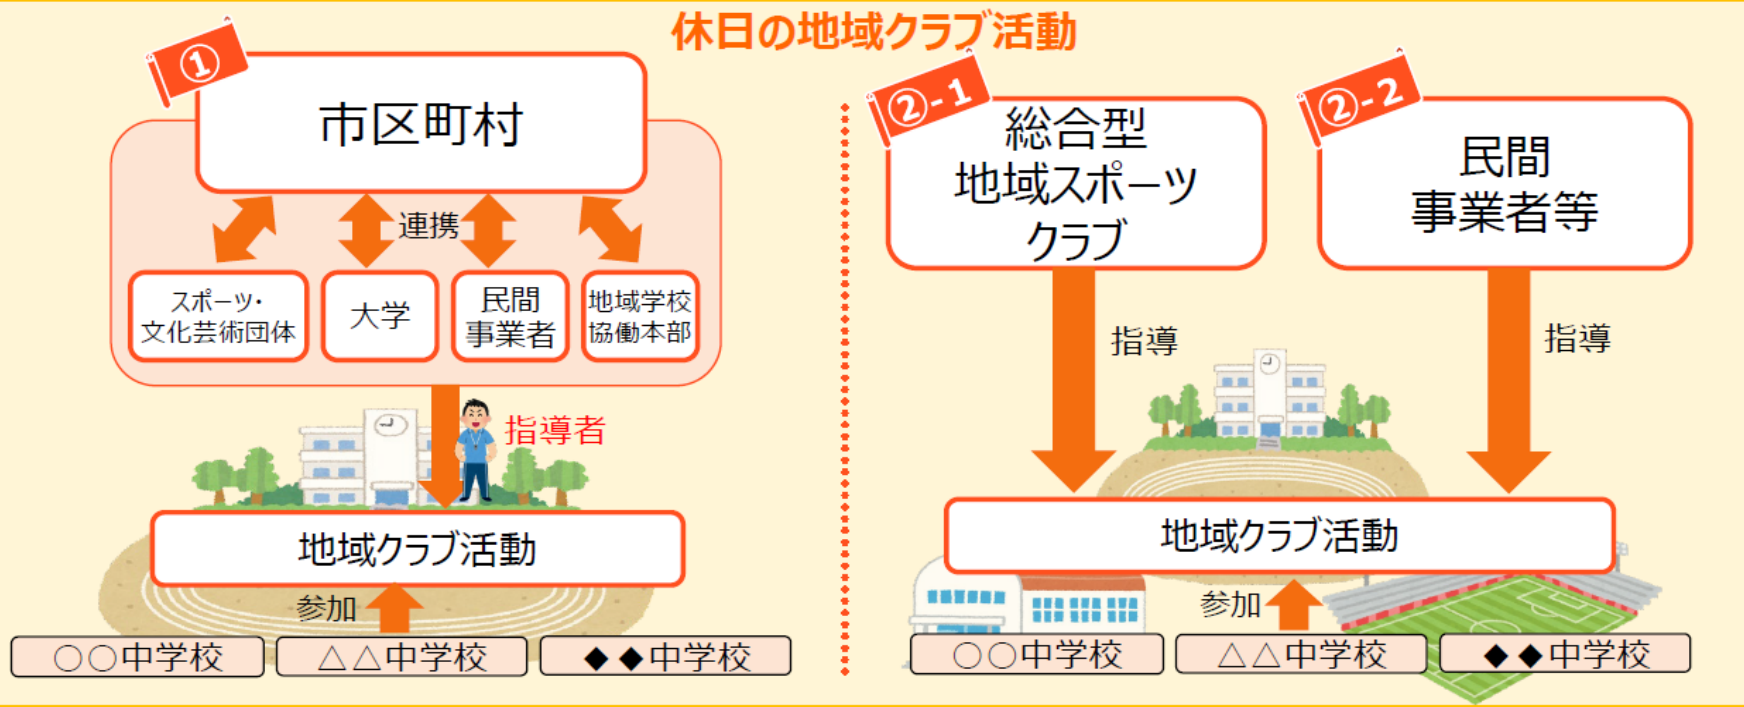 休日の地域クラブ活動
①
市区町村
連携
スポーツ・
文化芸術団体
大学
民間
事業者
地域学校
協働本部
指導者
地域クラブ活動
参加
○○中学校
△△中学校
◆◆中学校
②-1
総合型
地域スポーツ
クラブ
②-2
民間
事業者等
指導
指導
地域クラブ活動
参加
○○中学校
△△中学校
◆◆中学校